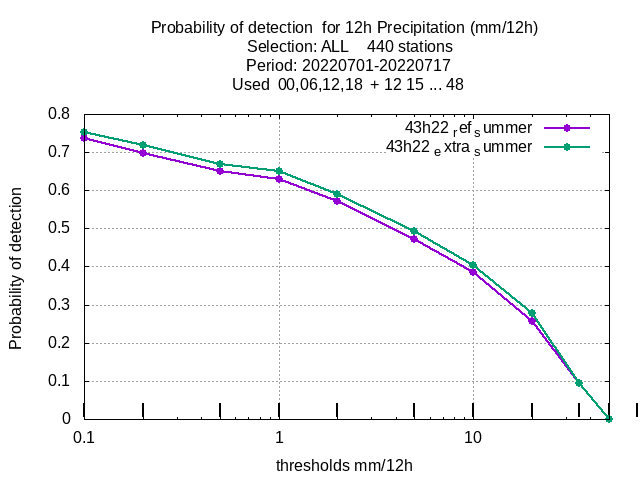 Probability of detection  for 12h Precipitation (mm/12h)
Selection: ALL    440 stations
Period: 20220701-20220717
Used  00,06,12,18  + 12 15 ... 48
43h22 ref summer
43h22 extra summer
0.8
0.7
0.6
0.5
0.4
0.3
0.2
0.1
0
Probability of detection
0.1 1 10
thresholds mm/12h